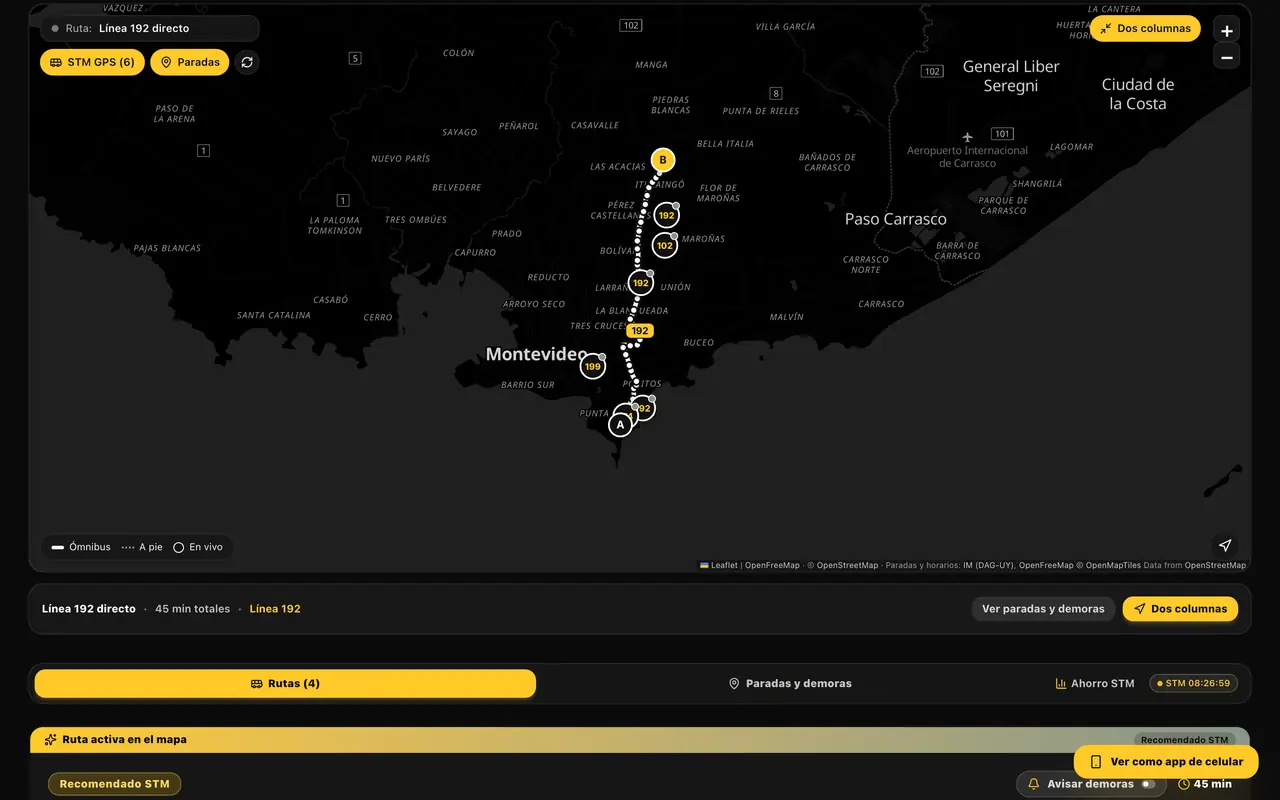 VAZQUEZ
LA CANTERA
Ruta: Línea 192 directo
102
VILLA GARCÍA
Dos columnas
+
STM GPS (6)
Paradas
5
COLÓN
MANGA
102
General Liber
Seregni
−
Ciudad de
la Costa
PASO DE
LA ARENA
PIEDRAS
BLANCAS
8
PUNTA DE RIELES
SAYAGO
PEÑAROL
CASAVALLE
101
1
NUEVO PARÍS
BELLA ITALIA
Aeropuerto Internacional
de Carrasco
LAGOMAR
B
LAS ACACIAS
BAÑADOS DE
CARRASCO
BELVEDERE
FLOR DE
MAROÑAS
SHANGRILÁ
1
PARQUE DE
CARRASCO
LA PALOMA
TOMKINSON
TRES OMBÚES
PÉREZ
192
Paso Carrasco
PRADO
102
MAROÑAS
PAJAS BLANCAS
CAPURRO
BARRA DE
CARRASCO
CARRASCO
NORTE
REDUCTO
192
UNIÓN
CASABÓ
ARROYO SECO
CARRASCO
SANTA CATALINA
CERRO
MALVÍN
TRES CRUCES
192
BUCEO
Montevideo
199
BARRIO SUR
PUNTA
A
Ómnibus
A pie
En vivo
Leaflet | OpenFreeMap · © OpenStreetMap · Paradas y horarios: IM (DAG-UY), OpenFreeMap © OpenMapTiles Data from OpenStreetMap
Línea 192 directo · 45 min totales · Línea 192
Ver paradas y demoras
Dos columnas
Rutas (4)
Paradas y demoras
Ahorro STM
STM 08:26:59
Ruta activa en el mapa
Recomendado STM
Ver como app de celular
Recomendado STM
Avisar demoras
45 min